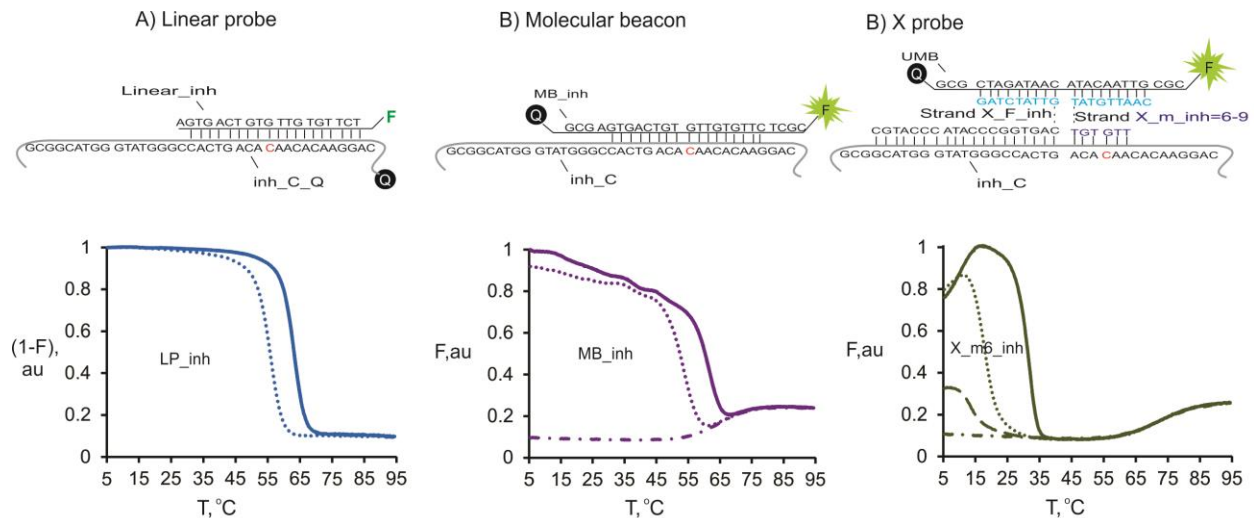 A) Linear probe
Linear_inh
AGTG ACT GTG TTG TGT TCT
F
GCGGCATGG GTATGGGCCACTG ACA CAACACAAGGAC
inh_C_Q
Q
B) Molecular beacon
MB_inh
Q
F
GCG AGTGACTGT GTTGTGTTC TCGC
GCGGCATGG GTATGGGCCACTG ACA CAACACAAGGAC
inh_C
B) X probe
UMB
Q
F
GCG CTAGATAAC ATACAATTG CGC
GATCTATTG TATGTTAAC
Strand X_F_inh Strand X_m_inh=6-9
CGTACCC ATACCCGGTGAC TGT GTT
GCGGCATGG GTATGGGCCACTG ACA CAACACAAGGAC
inh_C
1
0.8
0.6
0.4
0.2
0
(1-F),
au
LP_inh
5 15 25 35 45 55 65 75 85 95
T, °C
1
0.8
0.6
0.4
0.2
0
F,au
MB_inh
5 15 25 35 45 55 65 75 85 95
T, °C
1
0.8
0.6
0.4
0.2
0
F,au
X_m6_inh
5 15 25 35 45 55 65 75 85 95
T, °C